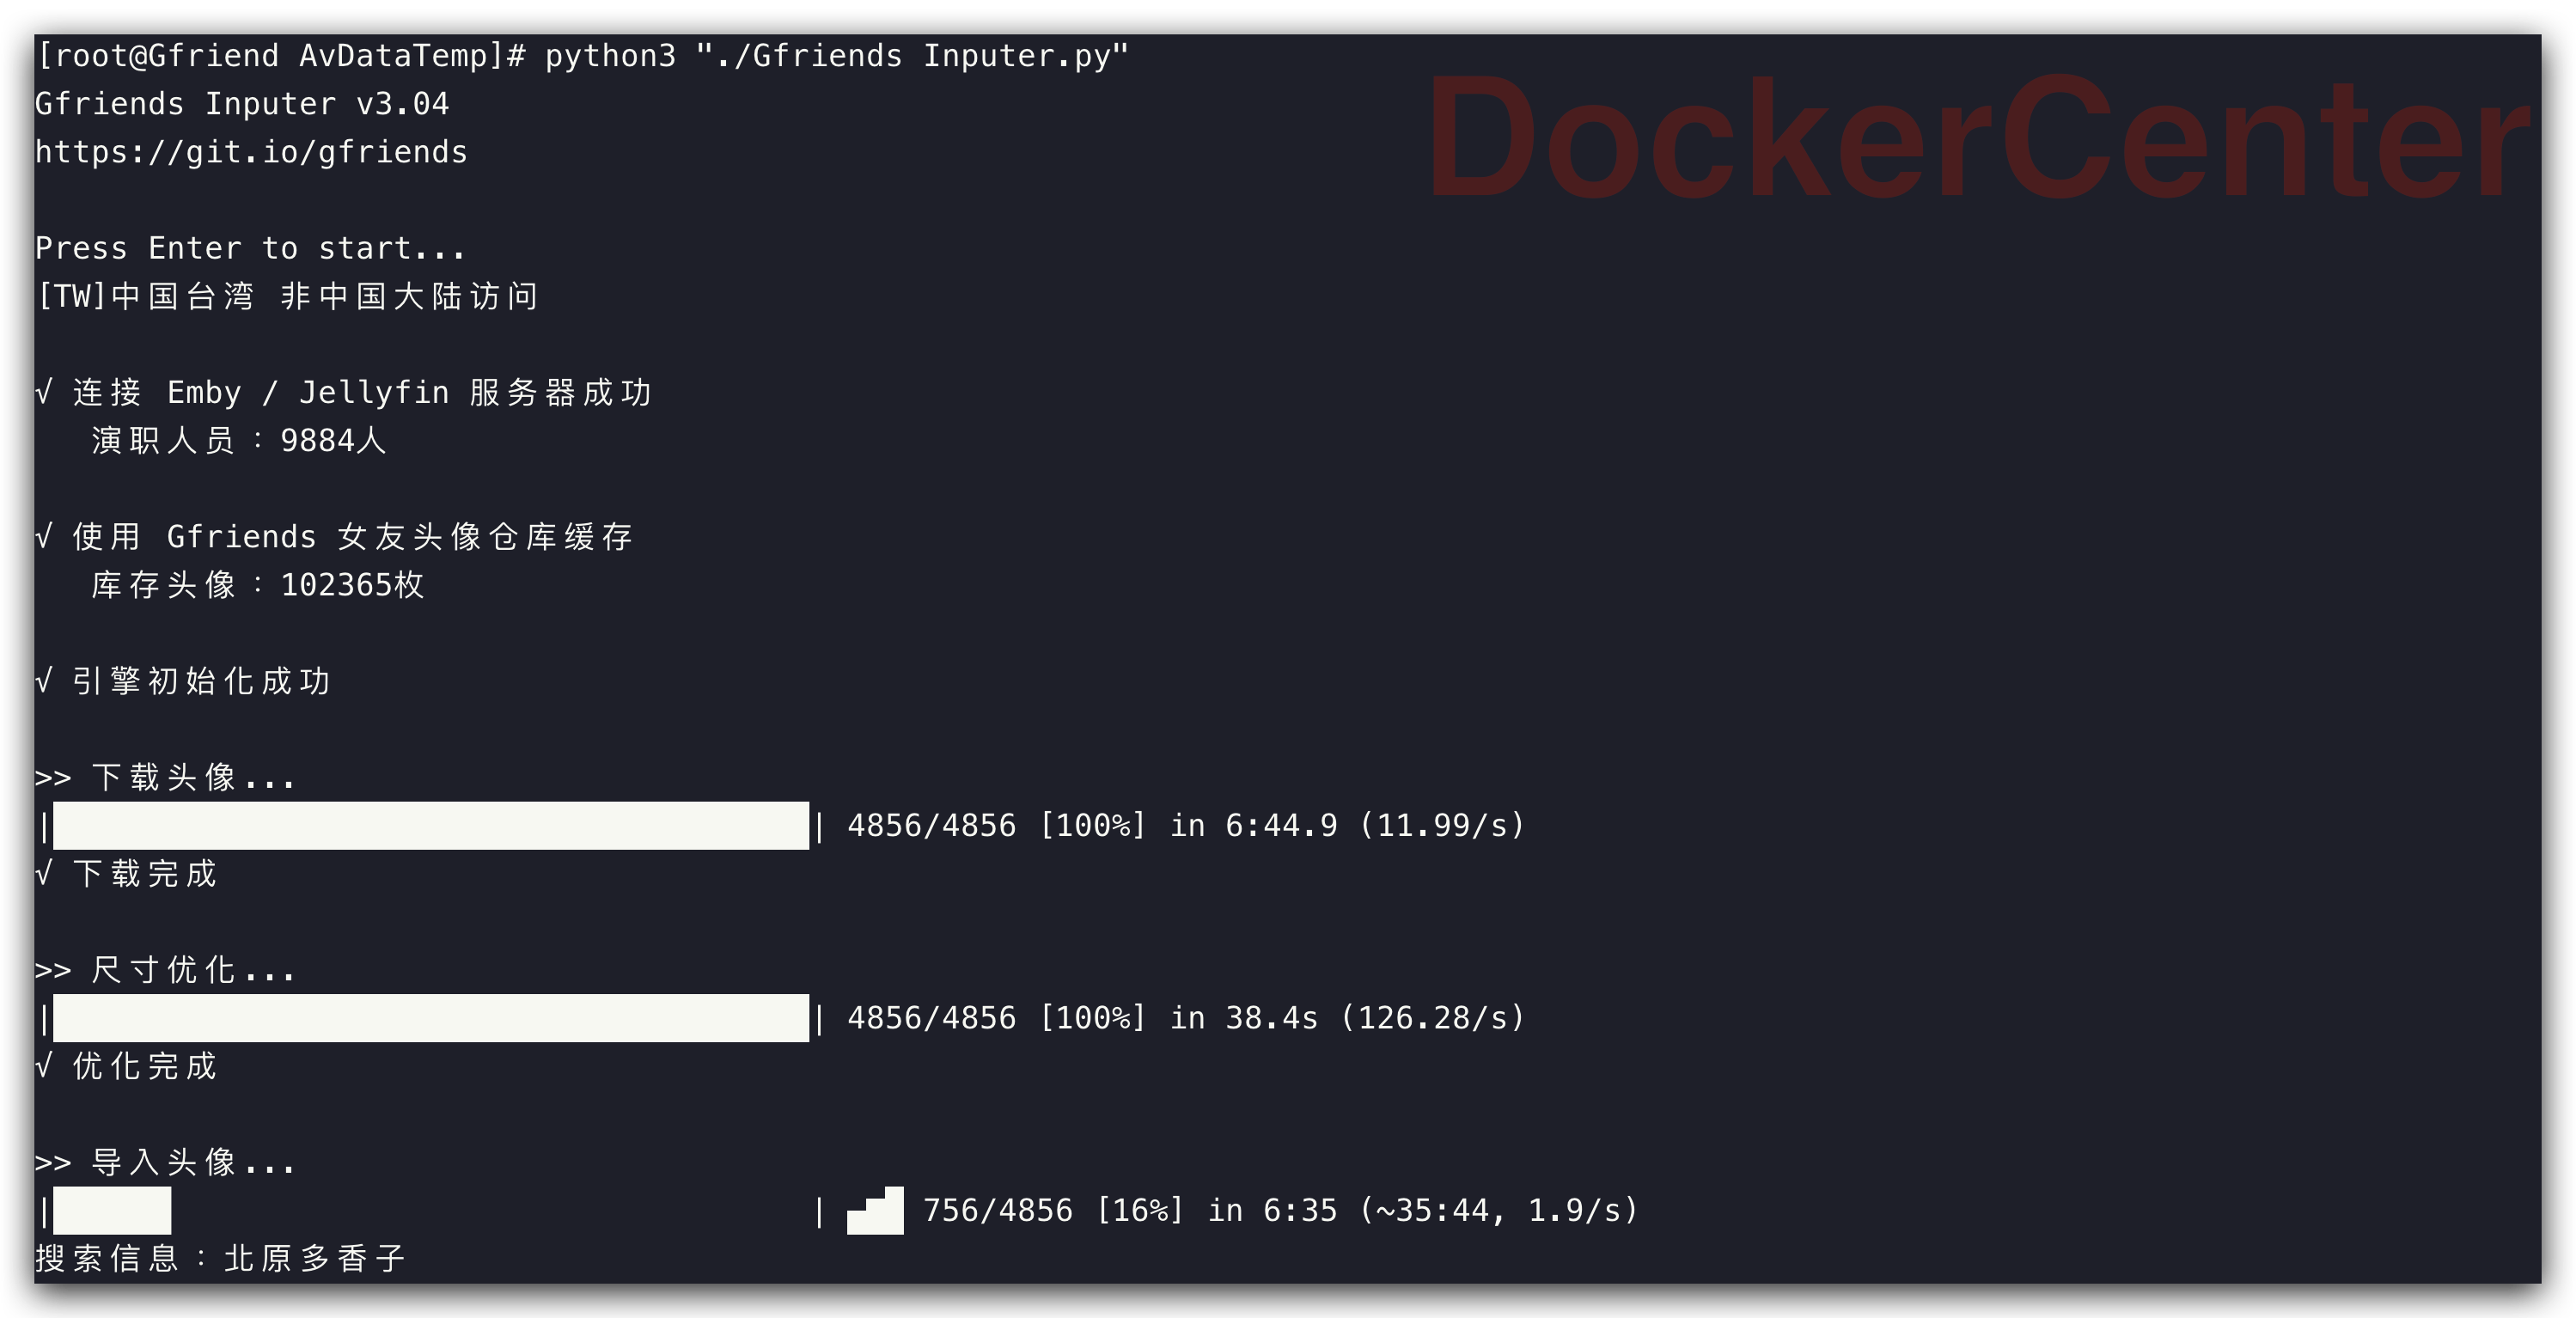 [root@Gfriend AvDataTemp]# python3 "./Gfriends Inputer.py"
DockerCenter
Gfriends Inputer v3.04
https://git.io/gfriends
Press Enter to start...
[TW]中国台湾 非中国大陆访问
√ 连接 Emby / Jellyfin 服务器成功
演职人员：9884人
√ 使用 Gfriends 女友头像仓库缓存
库存头像：102365枚
√ 引擎初始化成功
>> 下载头像...
| | 4856/4856 [100%] in 6:44.9 (11.99/s)
√ 下载完成
>> 尺寸优化...
| | 4856/4856 [100%] in 38.4s (126.28/s)
√ 优化完成
>> 导入头像...
| | 756/4856 [16%] in 6:35 (~35:44, 1.9/s)
搜索信息：北原多香子